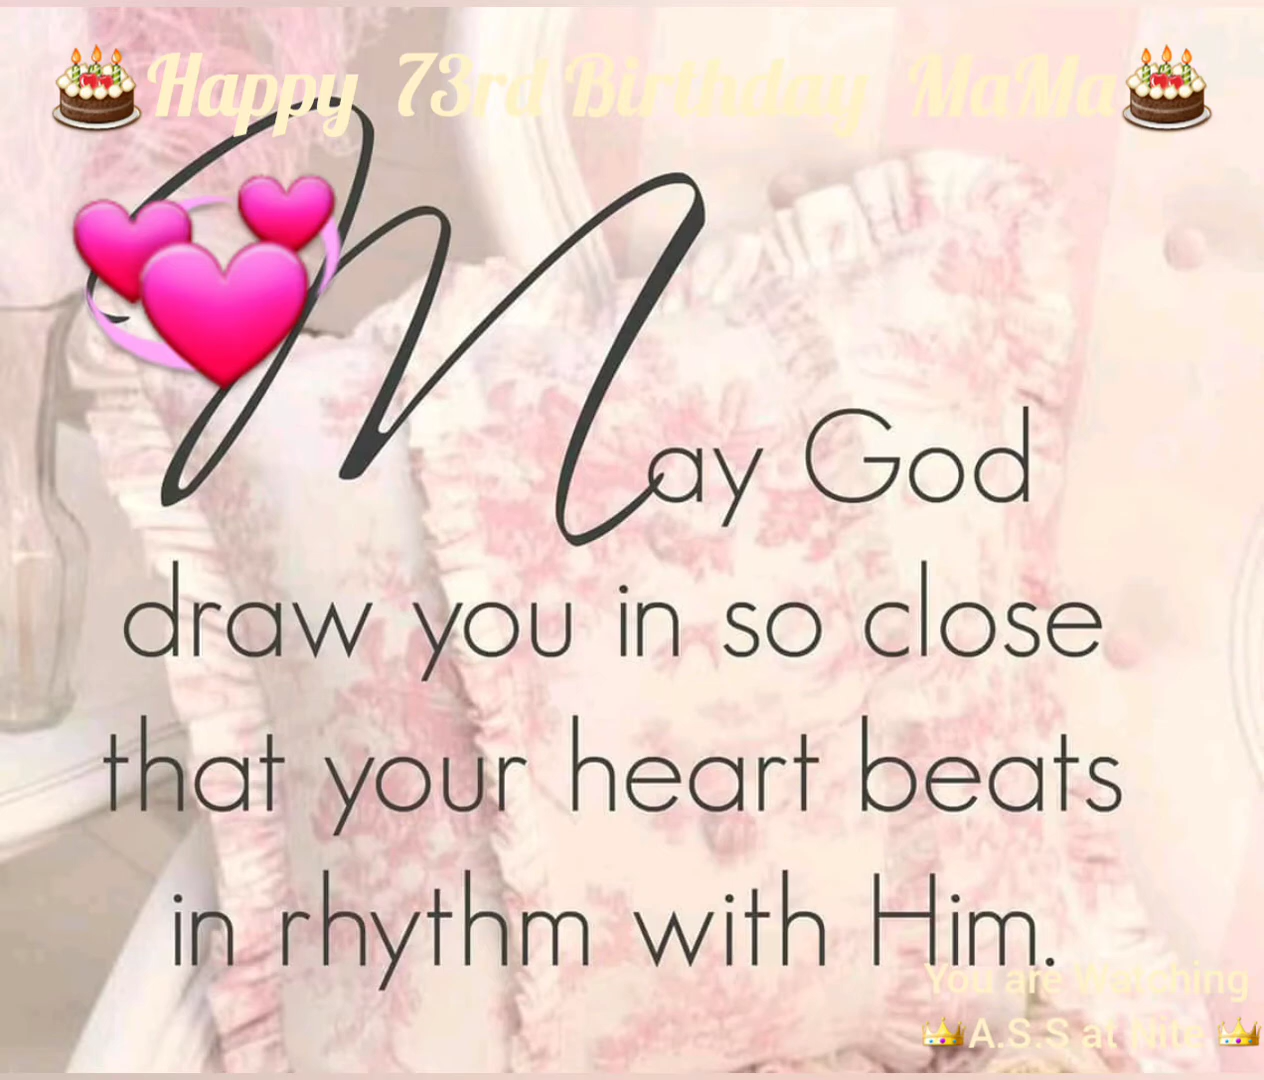 Happy 73rd Birthday MaMa
May God
draw you in so close
that your heart beats
in rhythm with Him.
You are Watching
A.S.S at Nite